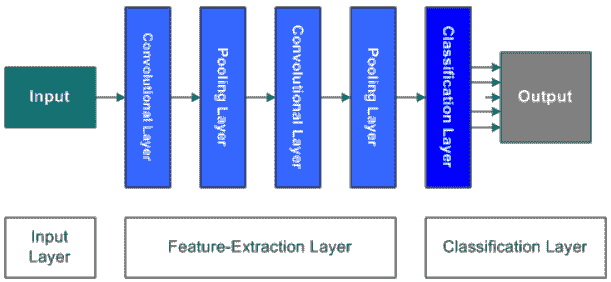 Input
Convolutional Layer
Pooling Layer
Convolutional Layer
Pooling Layer
Classification Layer
Output
Input
Layer
Feature-Extraction Layer
Classification Layer